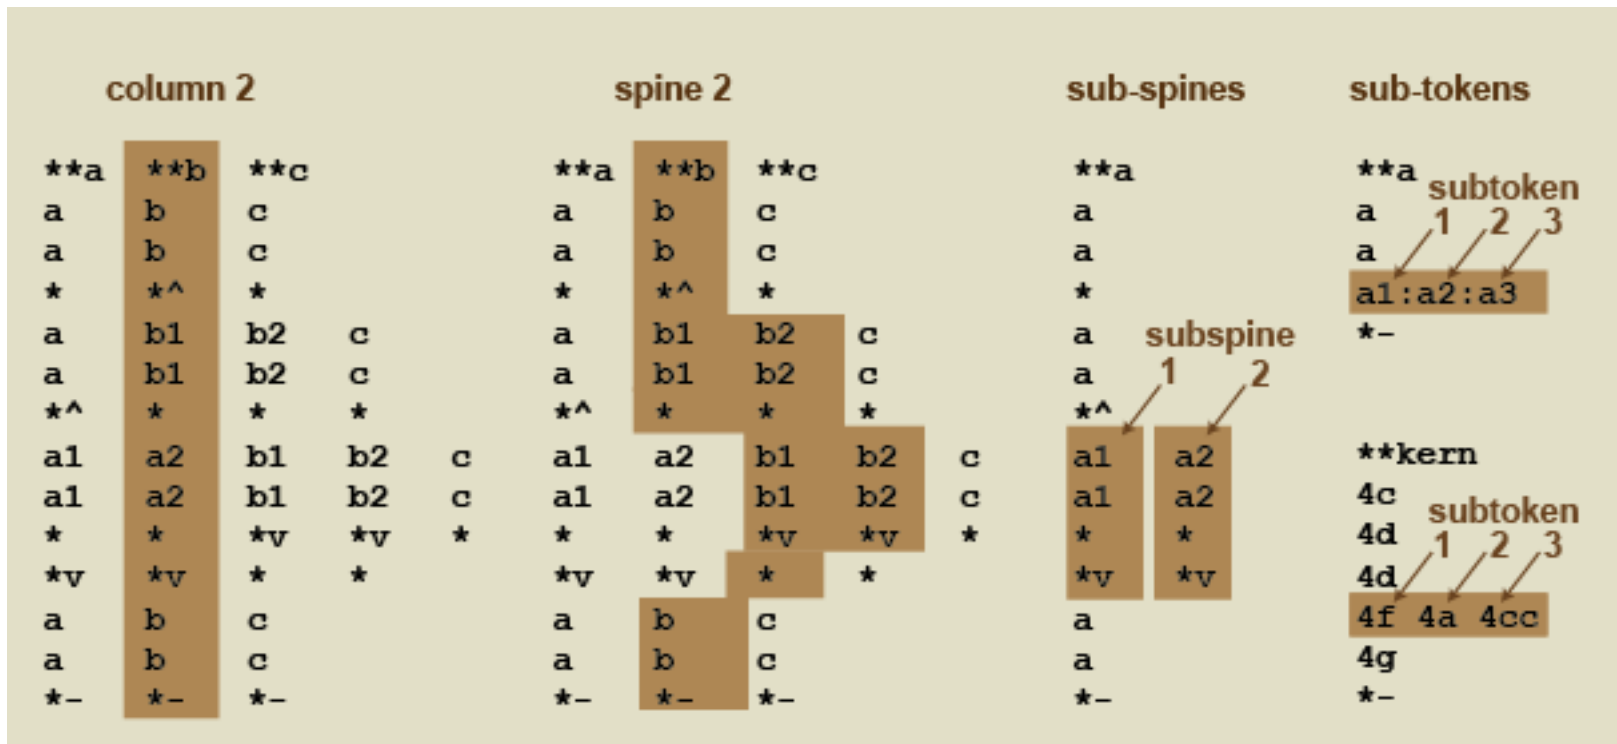 column 2 spine 2 sub-spines sub-tokens
**a **b **c **a **b **c **a **a
subtoken
a b c a b c a a 1 2 3
a b c a b c a a
* *^ * * *^ * * a1:a2:a3
a b1 b2 c a b1 b2 c a subspine *-
a b1 b2 c a b1 b2 c a 1 2
*^ * * * *^ * * * *^
a1 a2 b1 b2 c a1 a2 b1 b2 c a1 a2 **kern
a1 a2 b1 b2 c a1 a2 b1 b2 c a1 a2 4c
subtoken
* * *v *v * * * *v *v * * * 4d 1 2 3
*v *v * * *v *v * * *v *v 4d
a b c a b c a 4f 4a 4cc
a b c a b c a 4g
*- *- *- *- *- *- *- *-